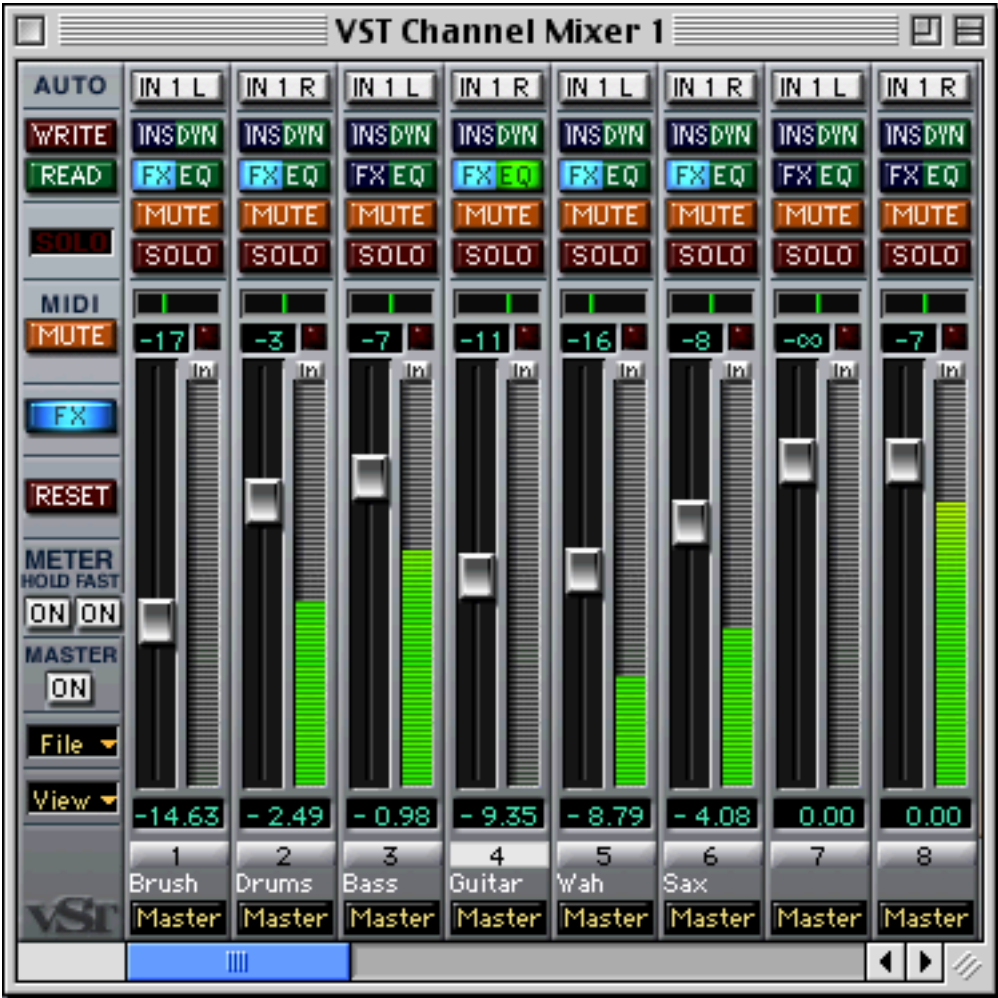 VST Channel Mixer 1
AUTO IN 1 L IN 1 R IN 1 L IN 1 R IN 1 L IN 1 R IN 1 L IN 1 R
WRITE INS DYN INS DYN INS DYN INS DYN INS DYN INS DYN INS DYN INS DYN
READ FX EQ FX EQ FX EQ FX EQ FX EQ FX EQ FX EQ FX EQ
MUTE MUTE MUTE MUTE MUTE MUTE MUTE MUTE
SOLO SOLO SOLO SOLO SOLO SOLO SOLO SOLO SOLO
MIDI
MUTE -17 -3 -7 -11 -16 -8 -∞ -7
In In In In In In In In
FX
RESET
METER
HOLD FAST
ON ON
MASTER
ON
File
View
-14.63 - 2.49 - 0.98 - 9.35 - 8.79 - 4.08 0.00 0.00
1 2 3 4 5 6 7 8
Brush Drums Bass Guitar Wah Sax
VST Master Master Master Master Master Master Master Master